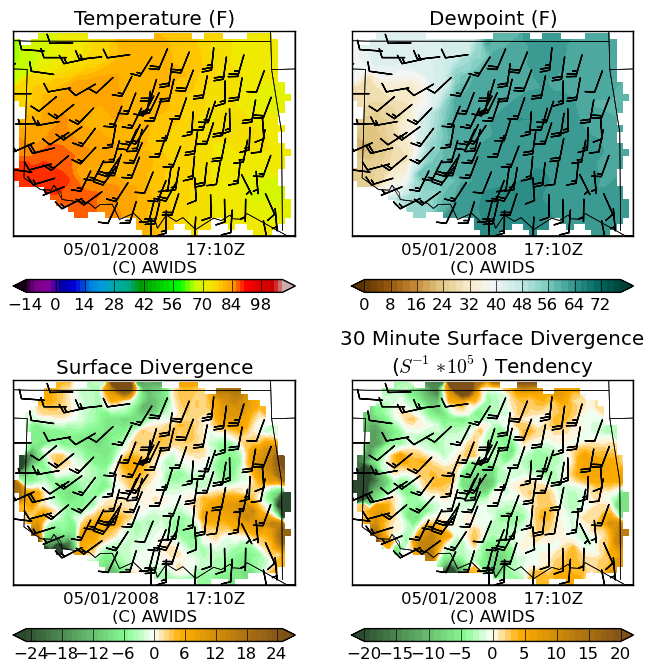 Temperature (F)
Dewpoint (F)
05/01/2008 17:10Z
(C) AWIDS
05/01/2008 17:10Z
(C) AWIDS
−14 0 14 28 42 56 70 84 98
0 8 16 24 32 40 48 56 64 72
30 Minute Surface Divergence
Surface Divergence
(S⁻¹ *10⁵ ) Tendency
05/01/2008 17:10Z
(C) AWIDS
05/01/2008 17:10Z
(C) AWIDS
−24−18−12 −6 0 6 12 18 24
−20−15−10 −5 0 5 10 15 20